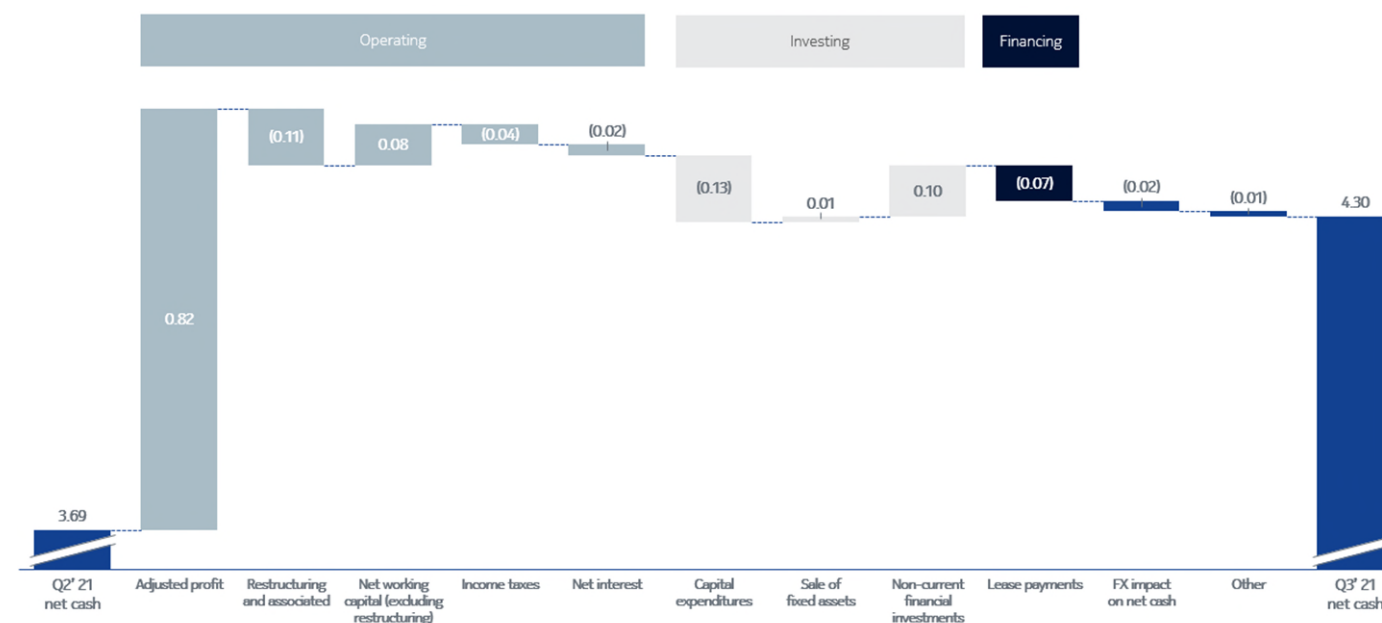 Operating
Investing
Financing
(0.11)
0.08
(0.04)
(0.02)
(0.13)
0.01
0.10
(0.07)
(0.02)
(0.01)
4.30
0.82
3.69
Q2' 21
net cash
Adjusted profit
Restructuring
and associated
Net working
capital (excluding
restructuring)
Income taxes
Net interest
Capital
expenditures
Sale of
fixed assets
Non-current
financial
investments
Lease payments
FX impact
on net cash
Other
Q3' 21
net cash